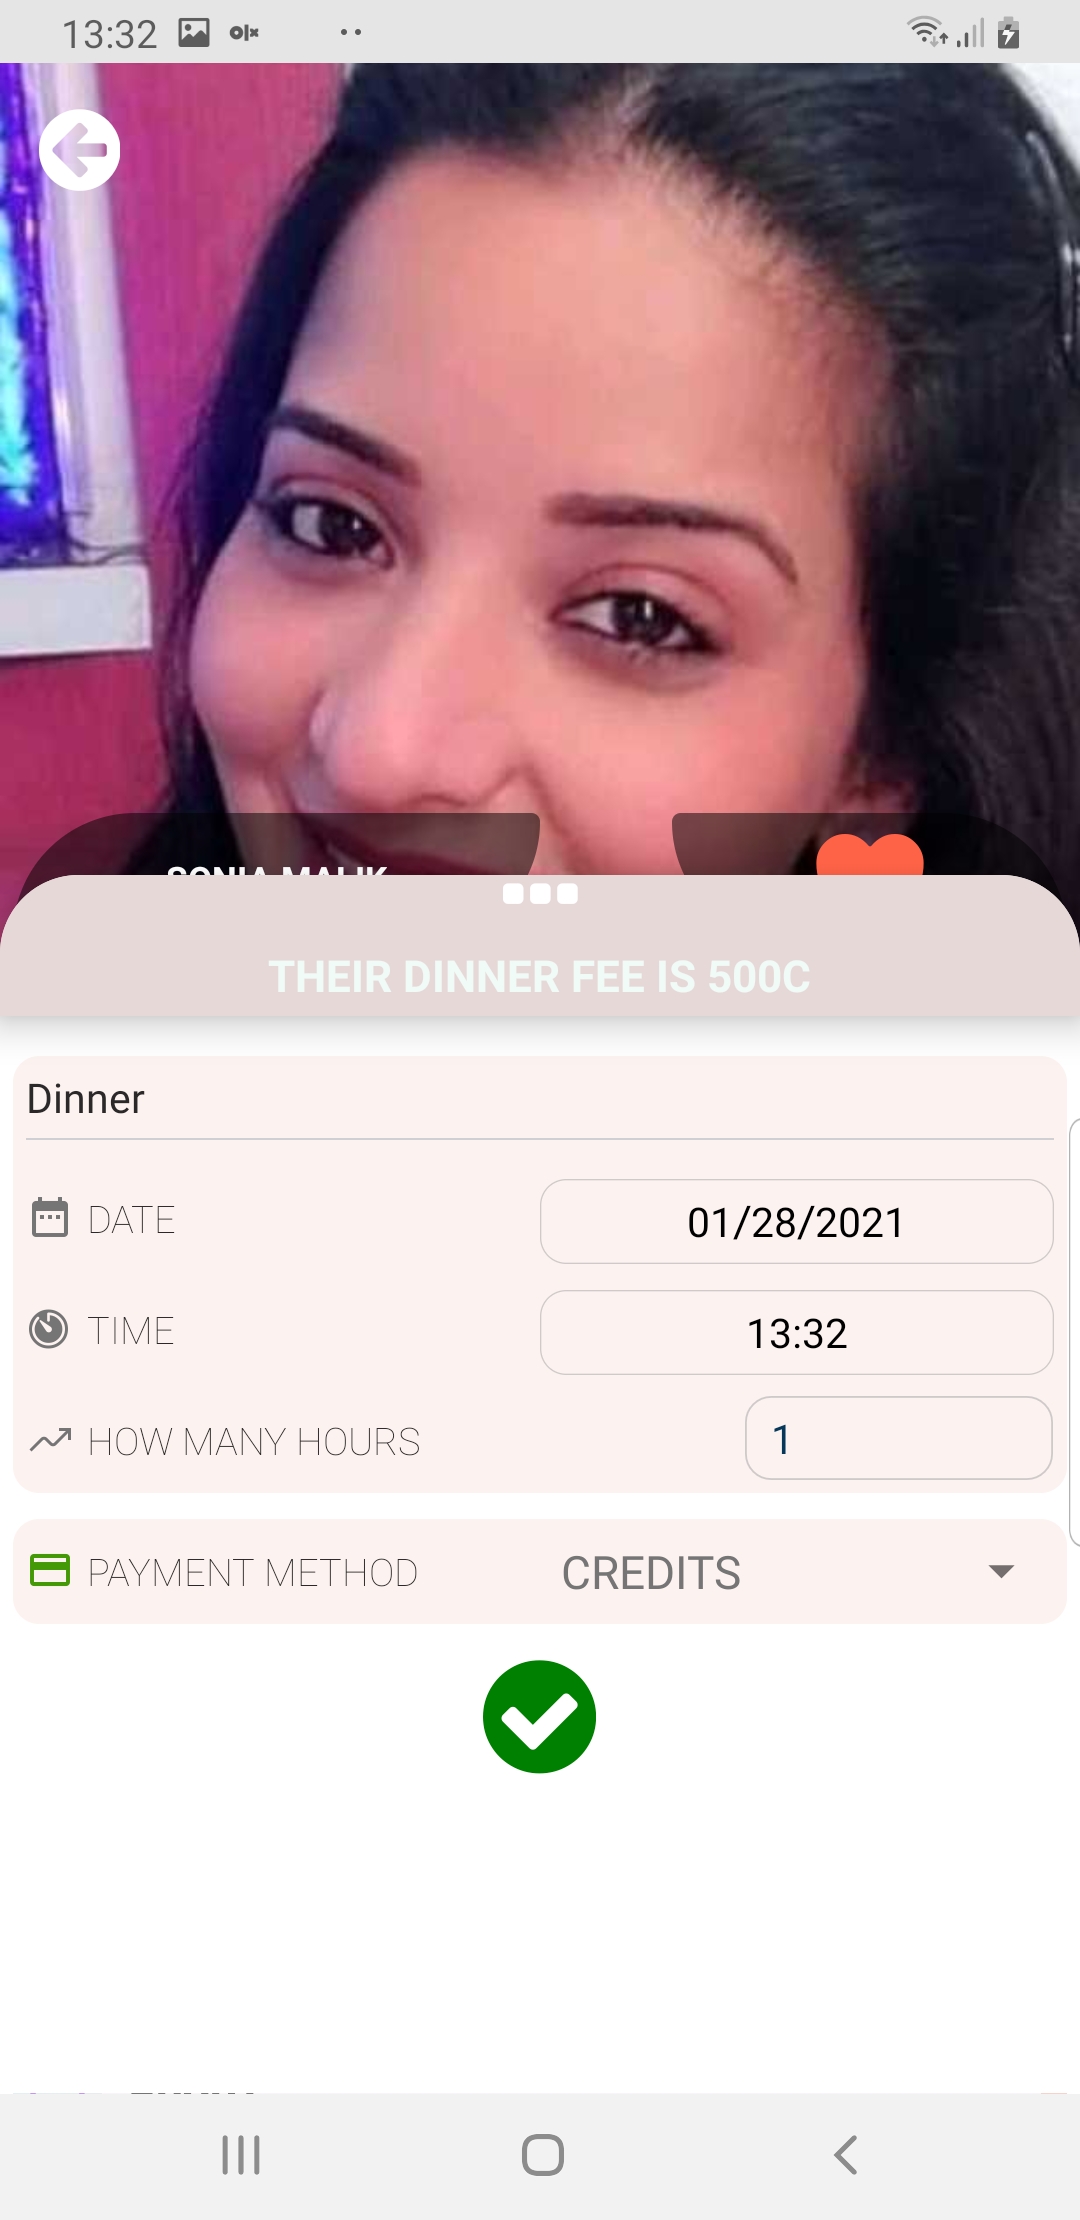 13:32 olx
SONIA MALIK
THEIR DINNER FEE IS 500C
Dinner
DATE 01/28/2021
TIME 13:32
HOW MANY HOURS 1
PAYMENT METHOD CREDITS